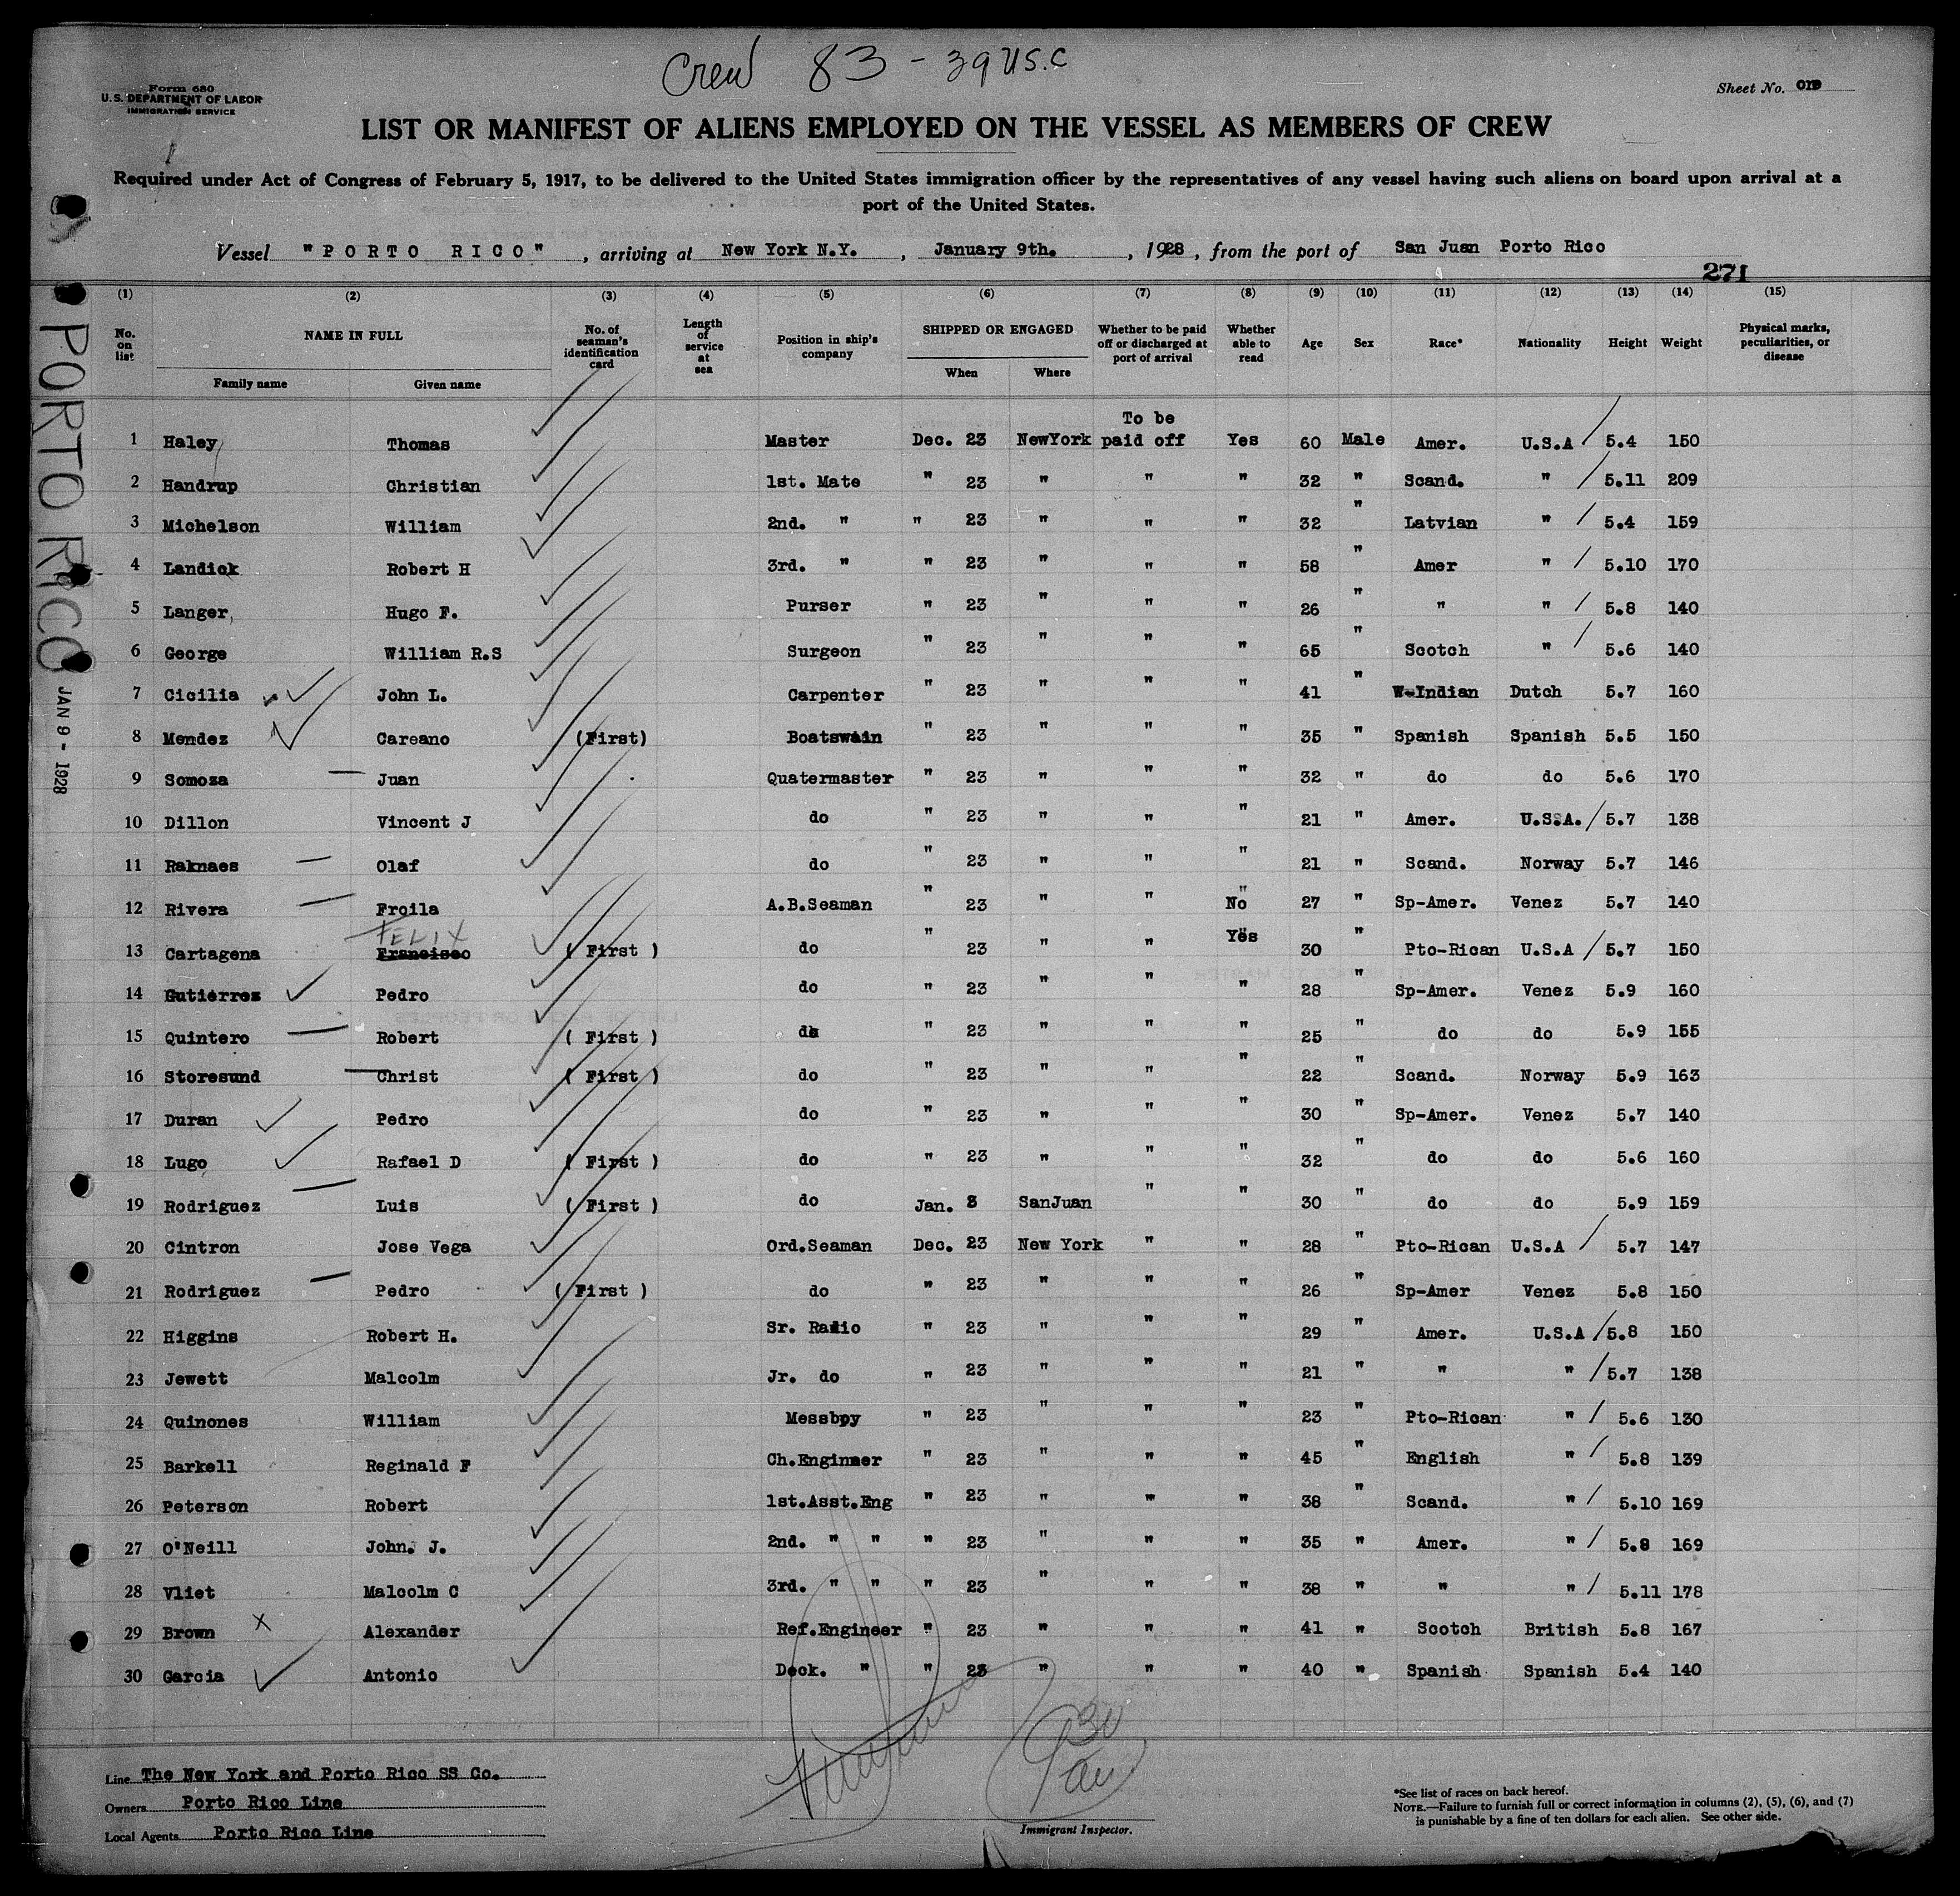 Crew 83 - 39 U.S.C
Form 680
U.S. DEPARTMENT OF LABOR
IMMIGRATION SERVICE
Sheet No. one
LIST OR MANIFEST OF ALIENS EMPLOYED ON THE VESSEL AS MEMBERS OF CREW
Required under Act of Congress of February 5, 1917, to be delivered to the United States immigration officer by the representatives of any vessel having such aliens on board upon arrival at a
port of the United States.
Vessel "PORTO RICO", arriving at New York N.Y., January 9th., 1928, from the port of San Juan Porto Rico
271
PORTO RICO
JAN 9 - 1928
(1) (2) (3) (4) (5) (6) (7) (8) (9) (10) (11) (12) (13) (14) (15)
No. on list NAME IN FULL Family name Given name No. of seaman's identification card Length of service at sea Position in ship's company SHIPPED OR ENGAGED When Where Whether to be paid off or discharged at port of arrival Whether able to read Age Sex Race* Nationality Height Weight Physical marks, peculiarities, or disease
1 Haley Thomas Master Dec. 23 NewYork To be paid off Yes 60 Male Amer. U.S.A 5.4 150
2 Handrup Christian 1st. Mate " 23 " " " 32 " Scand. " 5.11 209
3 Michelson William 2nd. " " 23 " " " 32 " Latvian " 5.4 159
4 Landick Robert H 3rd. " " 23 " " " 58 " Amer " 5.10 170
5 Langer, Hugo F. Purser " 23 " " " 26 " " " 5.8 140
6 George William R.S Surgeon " 23 " " " 65 " Scotch " 5.6 140
7 Cicilia John L. Carpenter " 23 " " " 41 " W-Indian Dutch 5.7 160
8 Mendez Careano (First) Boatswain " 23 " " " 35 " Spanish Spanish 5.5 150
9 Somoza Juan Quatermaster " 23 " " " 32 " do do 5.6 170
10 Dillon Vincent J do " 23 " " " 21 " Amer. U.S.A. 5.7 138
11 Raknaes Olaf do " 23 " " " 21 " Scand. Norway 5.7 146
12 Rivera Froila A.B.Seaman " 23 " " " No 27 " Sp-Amer. Venez 5.7 140
FELIX
13 Cartagena Francisco ( First ) do " 23 " " Yes 30 " Pto-Rican U.S.A 5.7 150
14 Gutierrez Pedro do " 23 " " " 28 " Sp-Amer. Venez 5.9 160
15 Quintero Robert ( First ) do " 23 " " " 25 " do do 5.9 155
16 Storesund Christ ( First ) do " 23 " " " 22 " Scand. Norway 5.9 163
17 Duran Pedro do " 23 " " " 30 " Sp-Amer. Venez 5.7 140
18 Lugo Rafael D ( First ) do " 23 " " " 32 " do do 5.6 160
19 Rodriguez Luis ( First ) do Jan. 3 SanJuan " " 30 " do do 5.9 159
20 Cintron Jose Vega Ord.Seaman Dec. 23 New York " " 28 " Pto-Rican U.S.A 5.7 147
21 Rodriguez Pedro ( First ) do " 23 " " " 26 " Sp-Amer Venez 5.8 150
22 Higgins Robert H. Sr. Radio " 23 " " " 29 " Amer. U.S.A 5.8 150
23 Jewett Malcolm Jr. do " 23 " " " 21 " " " 5.7 138
24 Quinones William Messboy " 23 " " " 23 " Pto-Rican " 5.6 130
25 Barkell Reginald F Ch.Enginner " 23 " " " 45 " English " 5.8 139
26 Peterson Robert 1st.Asst.Eng " 23 " " " 38 " Scand. " 5.10 169
27 O'Neill John. J. 2nd. " " " 23 " " " 35 " Amer. " 5.8 169
28 Vliet Malcolm C 3rd. " " " 23 " " " 38 " " " 5.11 178
29 Brown X Alexander Ref.Engineer " 23 " " " 41 " Scotch British 5.8 167
30 Garcia Antonio Deck. " " 23 " " " 40 " Spanish Spanish 5.4 140
Line The New York and Porto Rico SS Co.
Owners Porto Rico Line
Local Agents Porto Rico Line
Immigrant Inspector.
*See list of races on back hereof.
NOTE.—Failure to furnish full or correct information in columns (2), (5), (6), and (7)
is punishable by a fine of ten dollars for each alien. See other side.